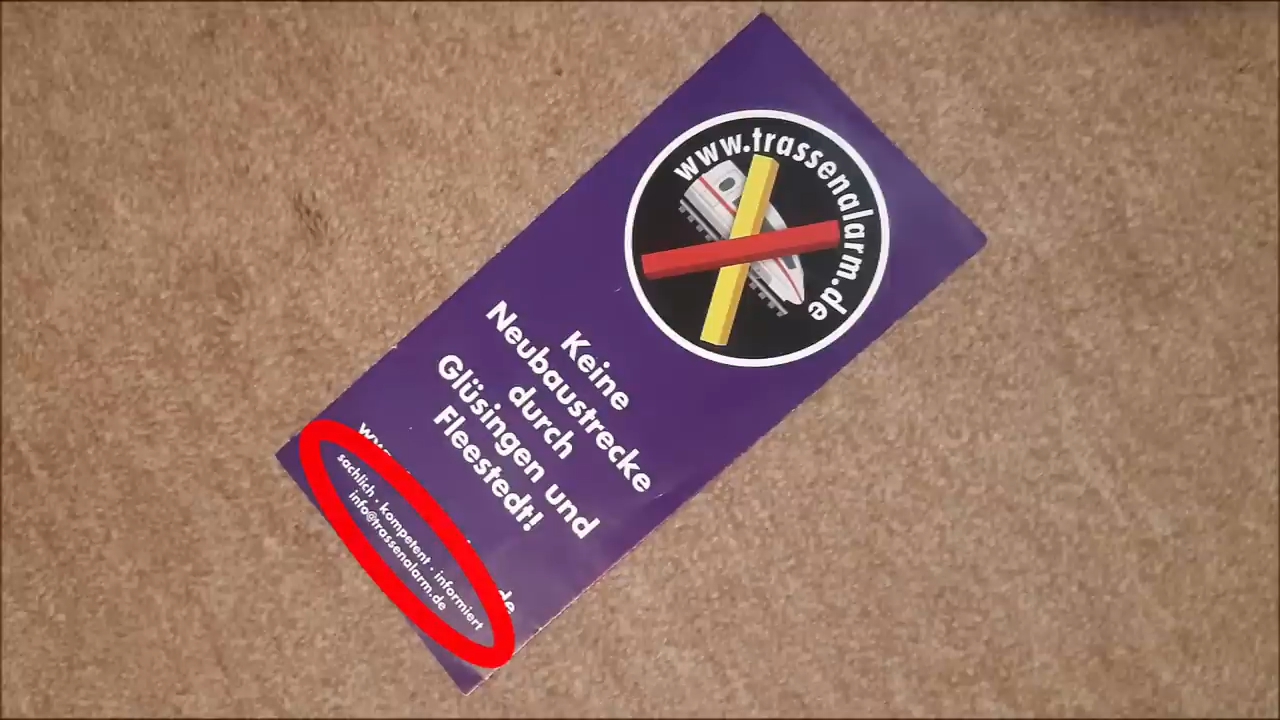 www.trassenalarm.de
Keine
Neubaustrecke
durch
Glüsingen und
Fleestedt!
sachlich · kompetent · informiert
info@trassenalarm.de